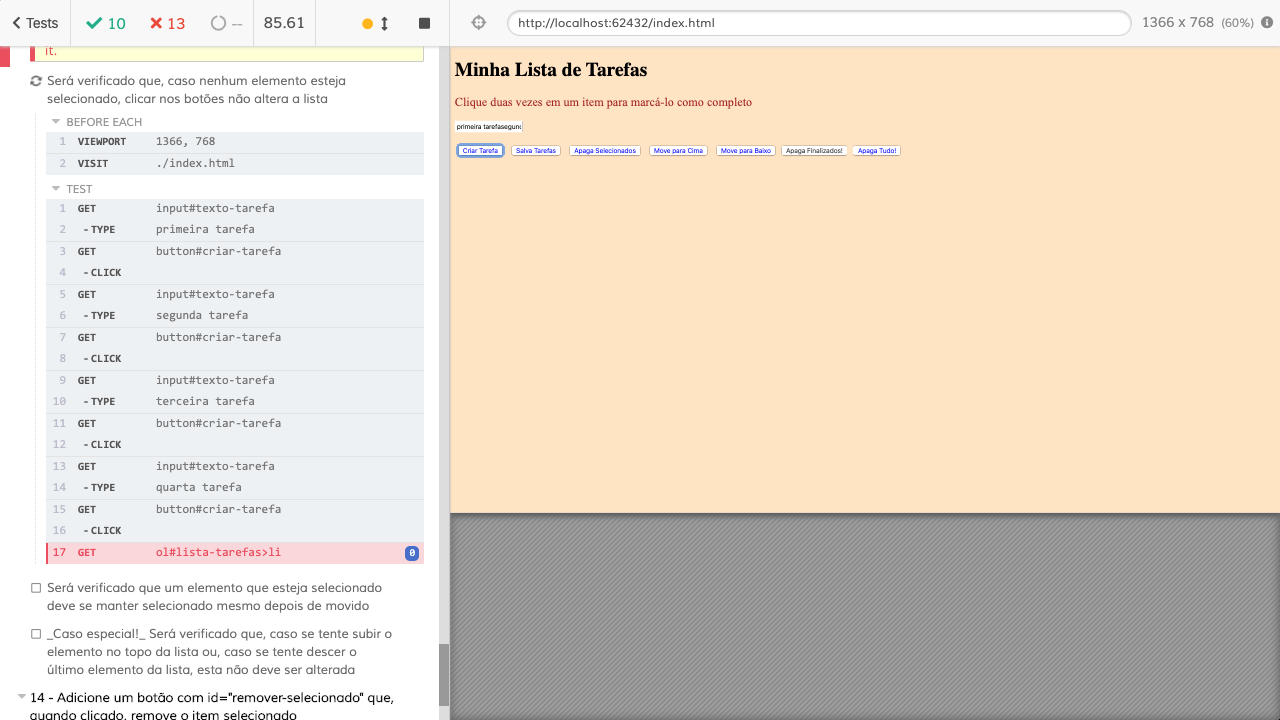 Tests 10 13 -- 85.61
http://localhost:62432/index.html 1366 x 768 (60%)
it.
Será verificado que, caso nenhum elemento esteja
selecionado, clicar nos botões não altera a lista
BEFORE EACH
1 VIEWPORT 1366, 768
2 VISIT ./index.html
TEST
1 GET input#texto-tarefa
2 -TYPE primeira tarefa
3 GET button#criar-tarefa
4 -CLICK
5 GET input#texto-tarefa
6 -TYPE segunda tarefa
7 GET button#criar-tarefa
8 -CLICK
9 GET input#texto-tarefa
10 -TYPE terceira tarefa
11 GET button#criar-tarefa
12 -CLICK
13 GET input#texto-tarefa
14 -TYPE quarta tarefa
15 GET button#criar-tarefa
16 -CLICK
17 GET ol#lista-tarefas>li 0
Será verificado que um elemento que esteja selecionado
deve se manter selecionado mesmo depois de movido
_Caso especial!_ Será verificado que, caso se tente subir o
elemento no topo da lista ou, caso se tente descer o
último elemento da lista, esta não deve ser alterada
14 - Adicione um botão com id="remover-selecionado" que,
quando clicado, remove o item selecionado
Minha Lista de Tarefas
Clique duas vezes em um item para marcá-lo como completo
primeira tarefasegun
Criar Tarefa Salva Tarefas Apaga Selecionados Move para Cima Move para Baixo Apaga Finalizados! Apaga Tudo!